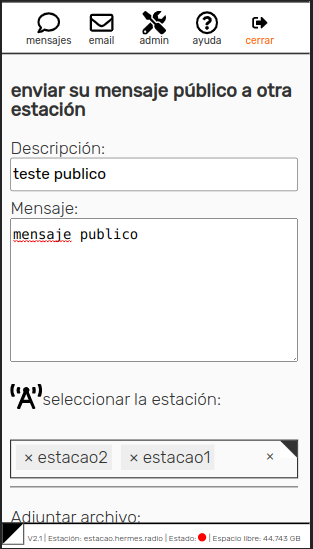 mensajes email admin ayuda cerrar
enviar su mensaje público a otra
estación
Descripción:
teste publico
Mensaje:
mensaje publico
seleccionar la estación:
× estacao2 × estacao1 ×
Adjuntar archivo:
V2.1 | Estación: estacao.hermes.radio | Estado: | Espacio libre: 44.743 GB